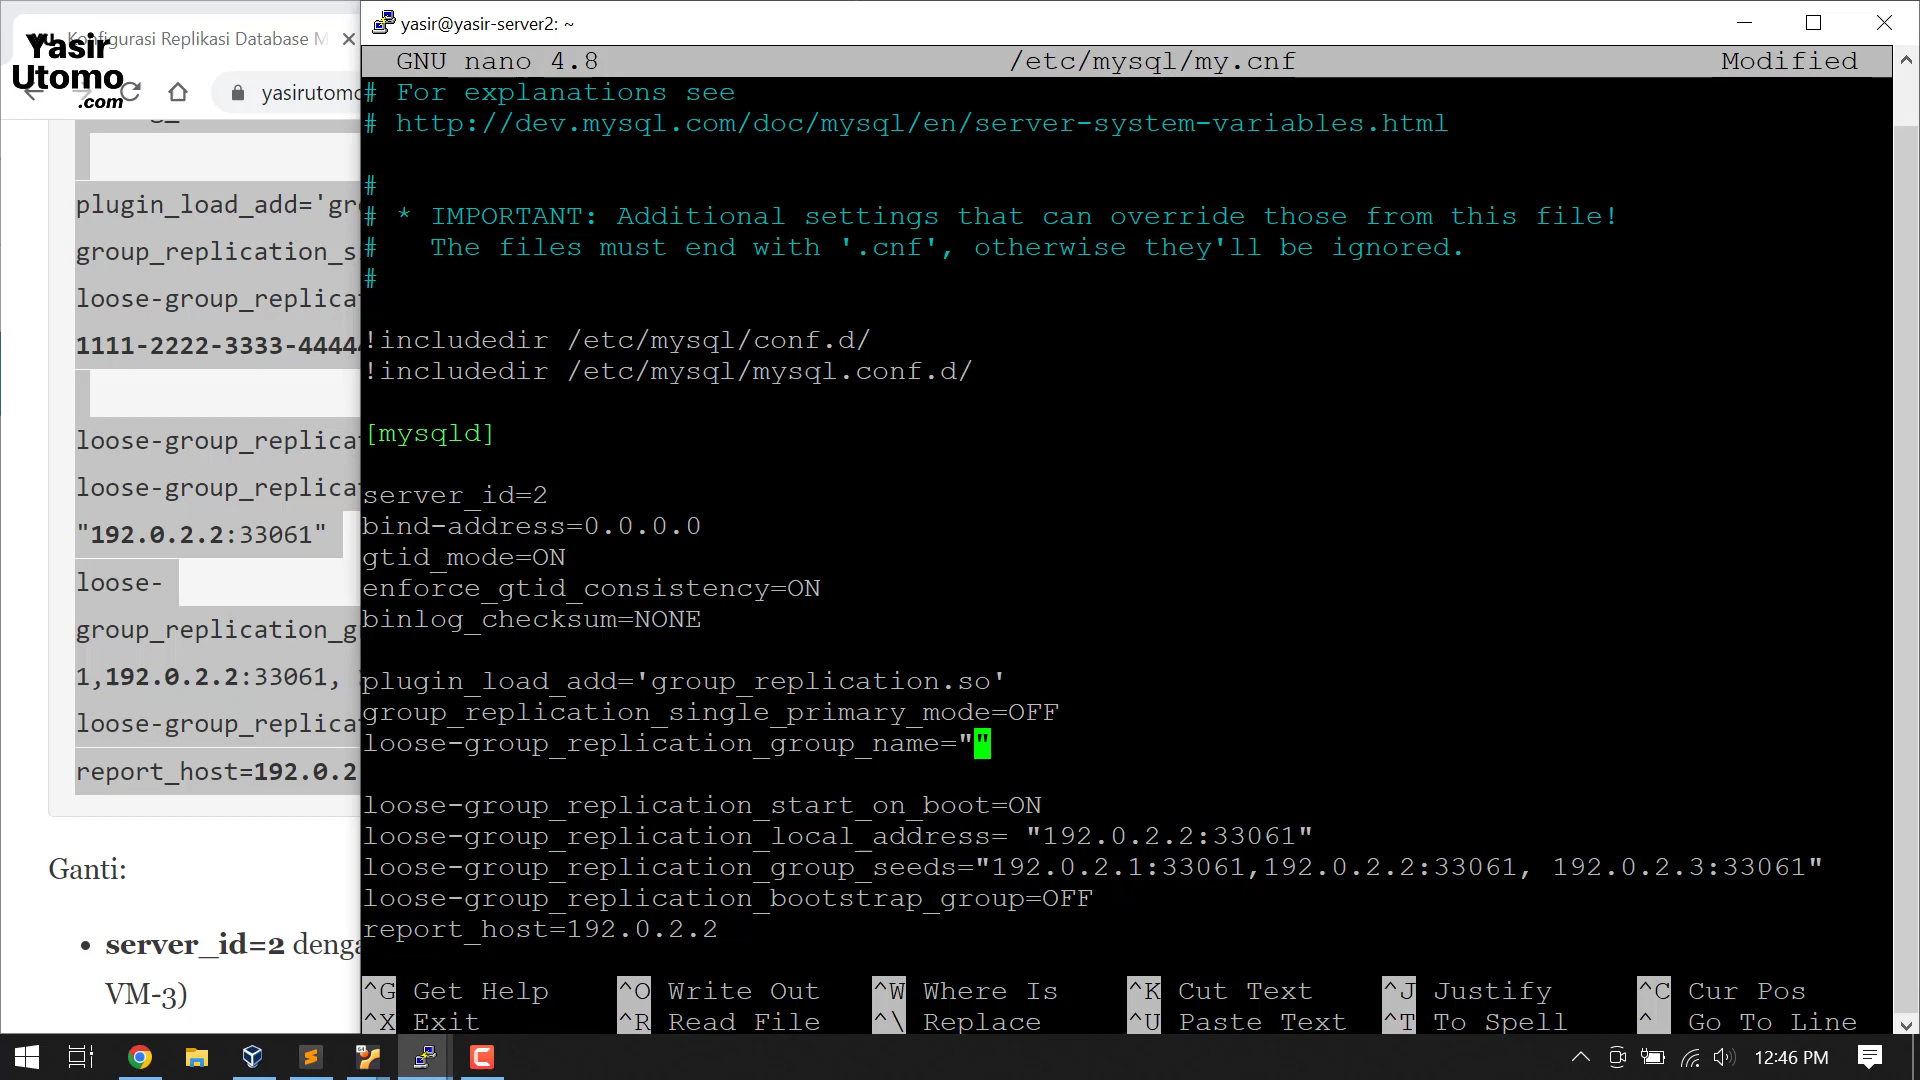 yasir@yasir-server2: ~
Konfigurasi Replikasi Database M
Yasir
Utomo
.com
yasirutomo
GNU nano 4.8 /etc/mysql/my.cnf Modified
# For explanations see
# http://dev.mysql.com/doc/mysql/en/server-system-variables.html
#
# * IMPORTANT: Additional settings that can override those from this file!
#   The files must end with '.cnf', otherwise they'll be ignored.
#
!includedir /etc/mysql/conf.d/
!includedir /etc/mysql/mysql.conf.d/
[mysqld]
server_id=2
bind-address=0.0.0.0
gtid_mode=ON
enforce_gtid_consistency=ON
binlog_checksum=NONE
plugin_load_add='group_replication.so'
group_replication_single_primary_mode=OFF
loose-group_replication_group_name=""
loose-group_replication_start_on_boot=ON
loose-group_replication_local_address= "192.0.2.2:33061"
loose-group_replication_group_seeds="192.0.2.1:33061,192.0.2.2:33061, 192.0.2.3:33061"
loose-group_replication_bootstrap_group=OFF
report_host=192.0.2.2
^G Get Help ^O Write Out ^W Where Is ^K Cut Text ^J Justify ^C Cur Pos
^X Exit ^R Read File ^\ Replace ^U Paste Text ^T To Spell ^_ Go To Line
plugin_load_add='gr
group_replication_s
loose-group_replica
1111-2222-3333-4444
loose-group_replica
loose-group_replica
"192.0.2.2:33061"
loose-
group_replication_g
1,192.0.2.2:33061,
loose-group_replica
report_host=192.0.2
Ganti:
• server_id=2 denga
VM-3)
12:46 PM